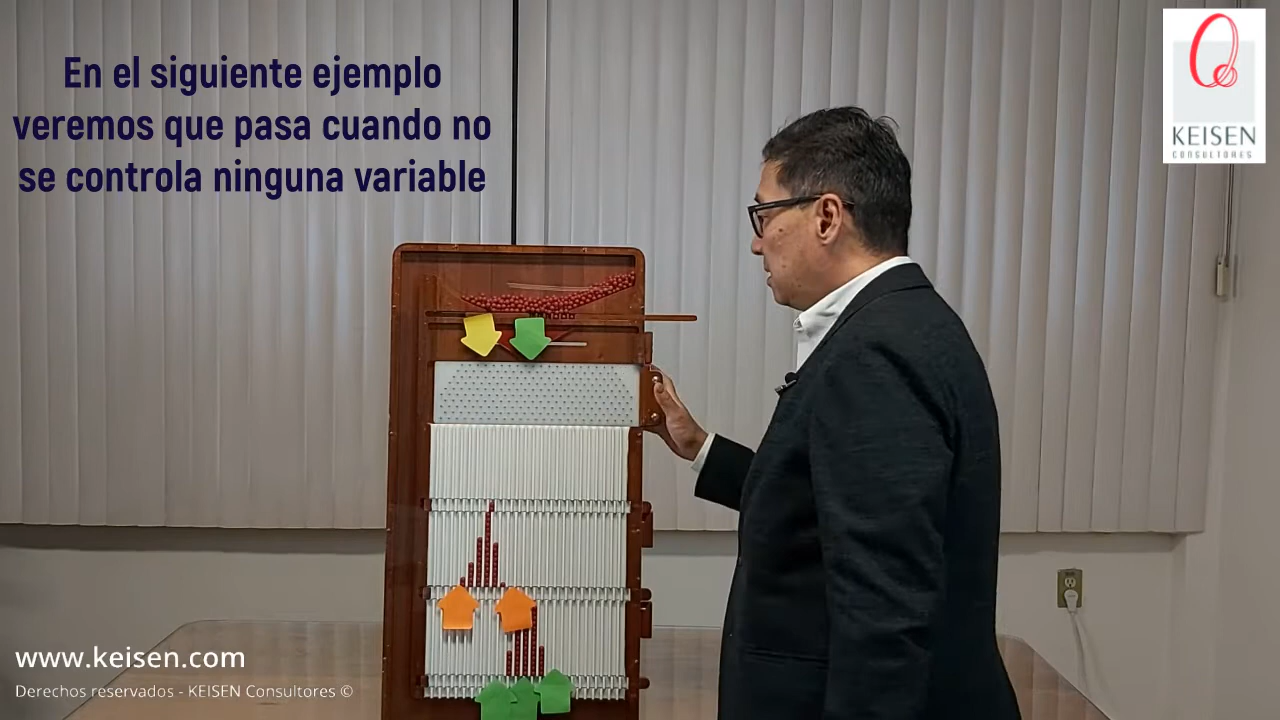 En el siguiente ejemplo
veremos que pasa cuando no
se controla ninguna variable
KEISEN
CONSULTORES
www.keisen.com
Derechos reservados - KEISEN Consultores ©